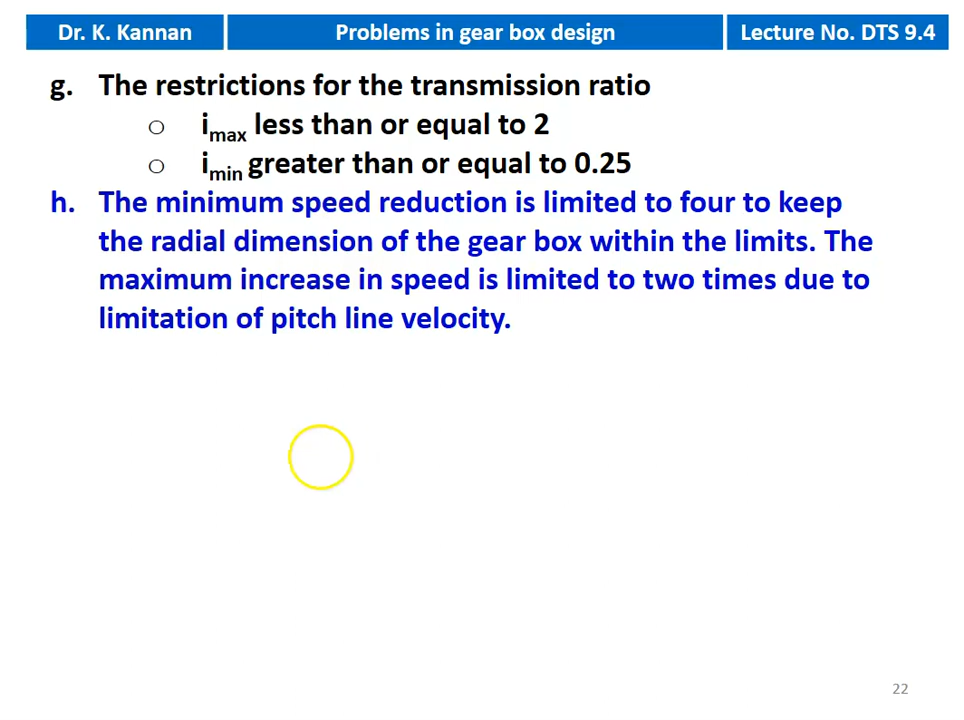 Dr. K. Kannan
Problems in gear box design
Lecture No. DTS 9.4
g. The restrictions for the transmission ratio
○ imax less than or equal to 2
○ imin greater than or equal to 0.25
h. The minimum speed reduction is limited to four to keep
the radial dimension of the gear box within the limits. The
maximum increase in speed is limited to two times due to
limitation of pitch line velocity.
22